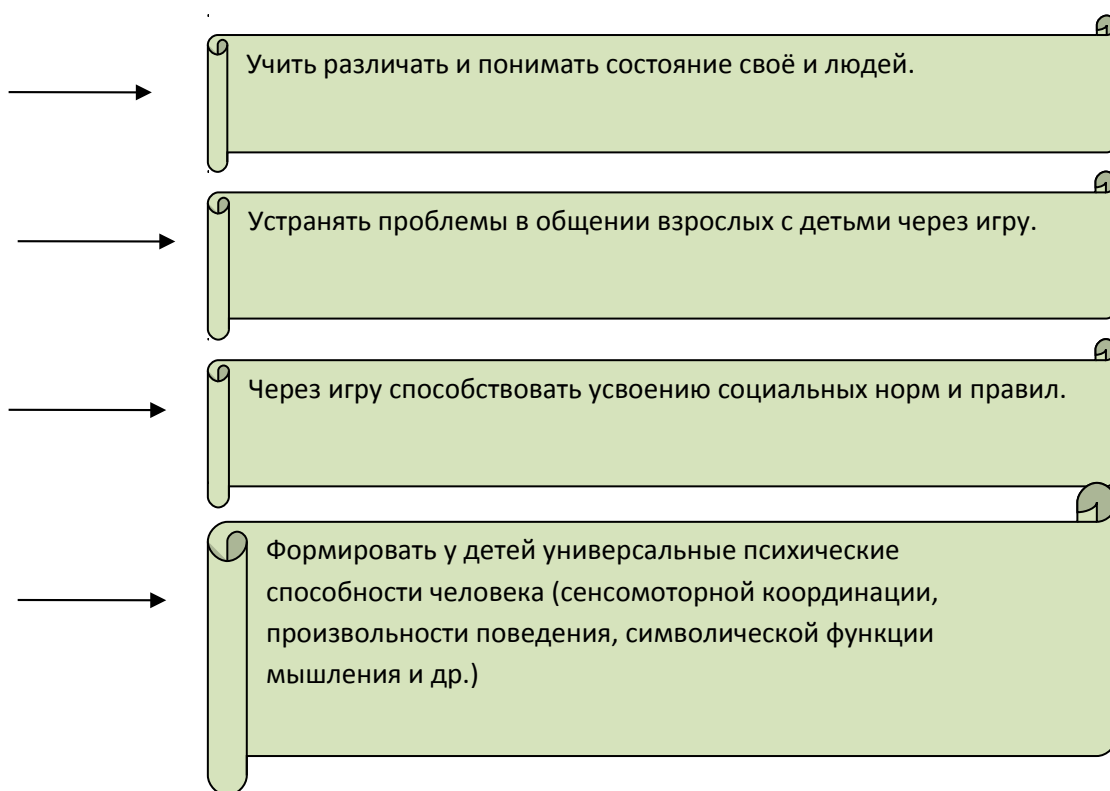 Учить различать и понимать состояние своё и людей.
Устранять проблемы в общении взрослых с детьми через игру.
Через игру способствовать усвоению социальных норм и правил.
Формировать у детей универсальные психические
способности человека (сенсомоторной координации,
произвольности поведения, символической функции
мышления и др.)